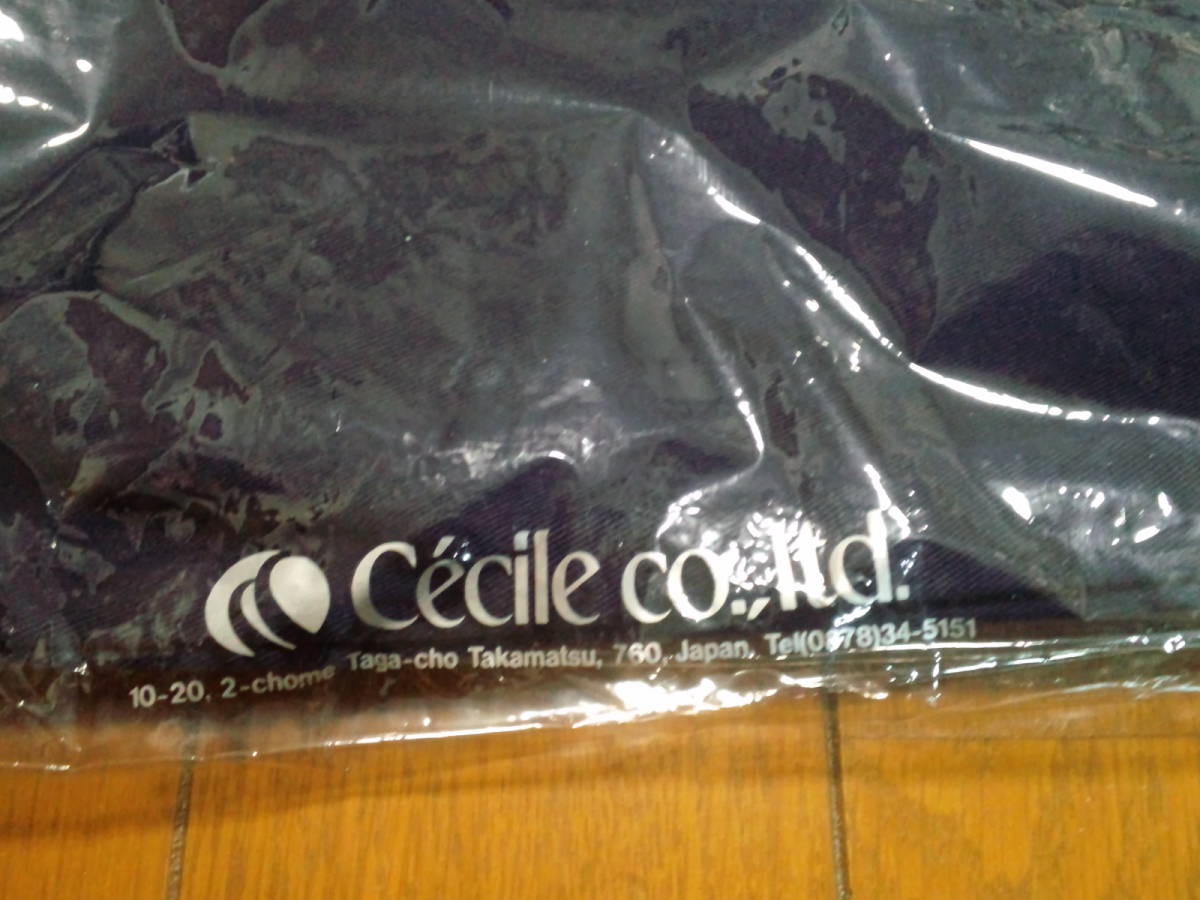 Cécile co., ltd.
10-20, 2-chome Taga-cho Takamatsu, 760, Japan, Tel(0878)34-5151